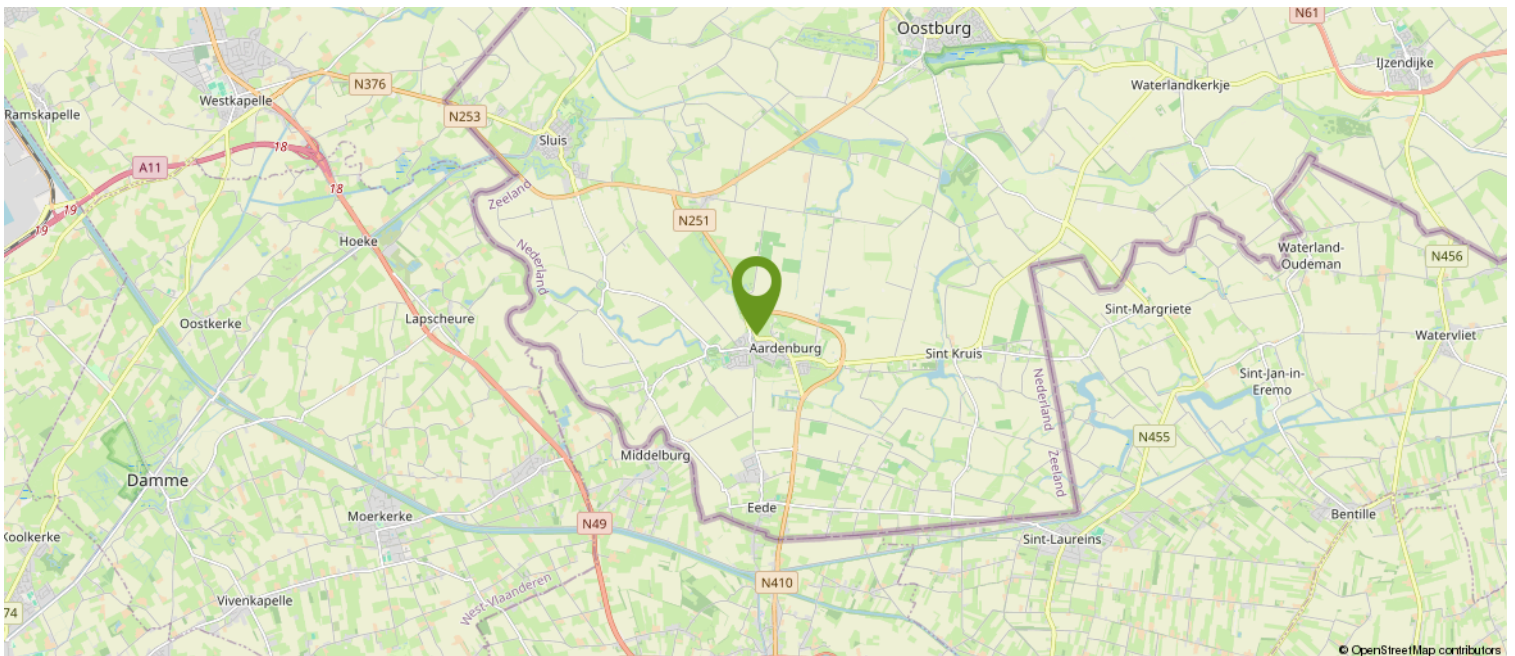 N61
Oostburg
IJzendijke
N376
Waterlandkerkje
Westkapelle
Ramskapelle
N253
Sluis
18
A11
18
Zeeland
19
19
N251
Nederland
Hoeke
Waterland-
Oudeman
N456
Sint-Margriete
Lapscheure
Oostkerke
Watervliet
Aardenburg
Sint Kruis
Sint-Jan-in-
Eremo
Nederland
N455
Middelburg
Zeeland
Damme
Eede
Bentille
Moerkerke
N49
Koolkerke
Sint-Laureins
N410
West-Vlaanderen
Vivenkapelle
74
© OpenStreetMap contributors